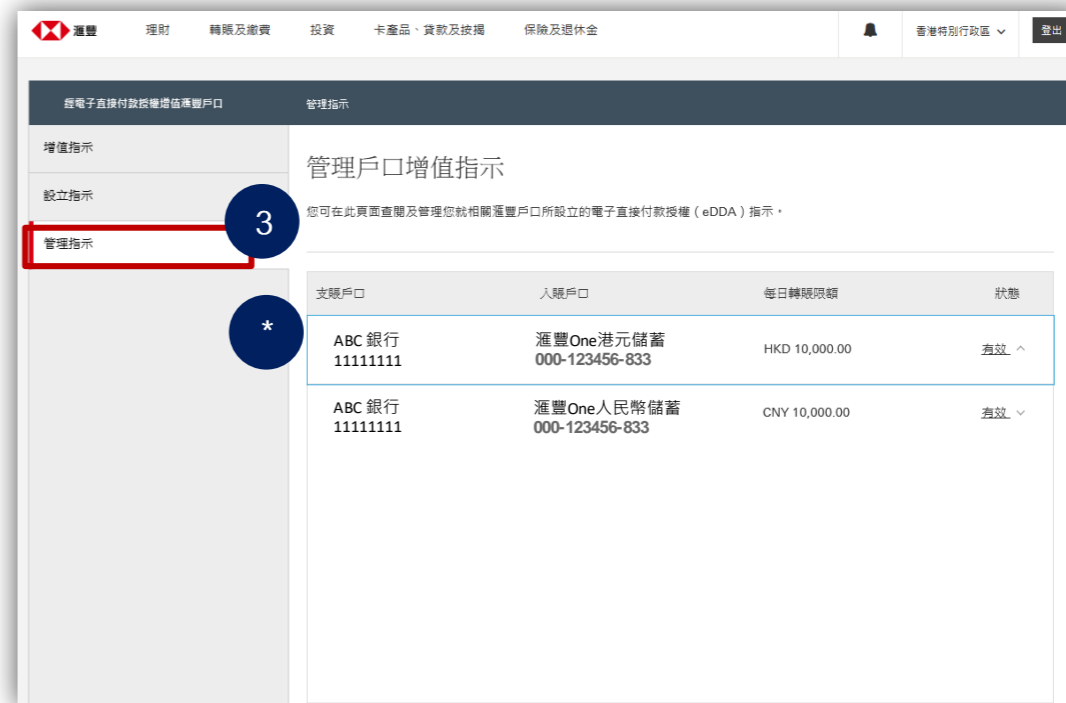 滙豐 理財 轉賬及繳費 投資 卡產品、貸款及按揭 保險及退休金 香港特別行政區 登出
經電子直接付款授權增值滙豐戶口 管理指示
增值指示
管理戶口增值指示
設立指示
您可在此頁面查閱及管理您就相關滙豐戶口所設立的電子直接付款授權（eDDA）指示。
3
管理指示
支賬戶口 入賬戶口 每日轉賬限額 狀態
*
ABC 銀行 滙豐One港元儲蓄 HKD 10,000.00 有效
11111111 000-123456-833
ABC 銀行 滙豐One人民幣儲蓄 CNY 10,000.00 有效
11111111 000-123456-833